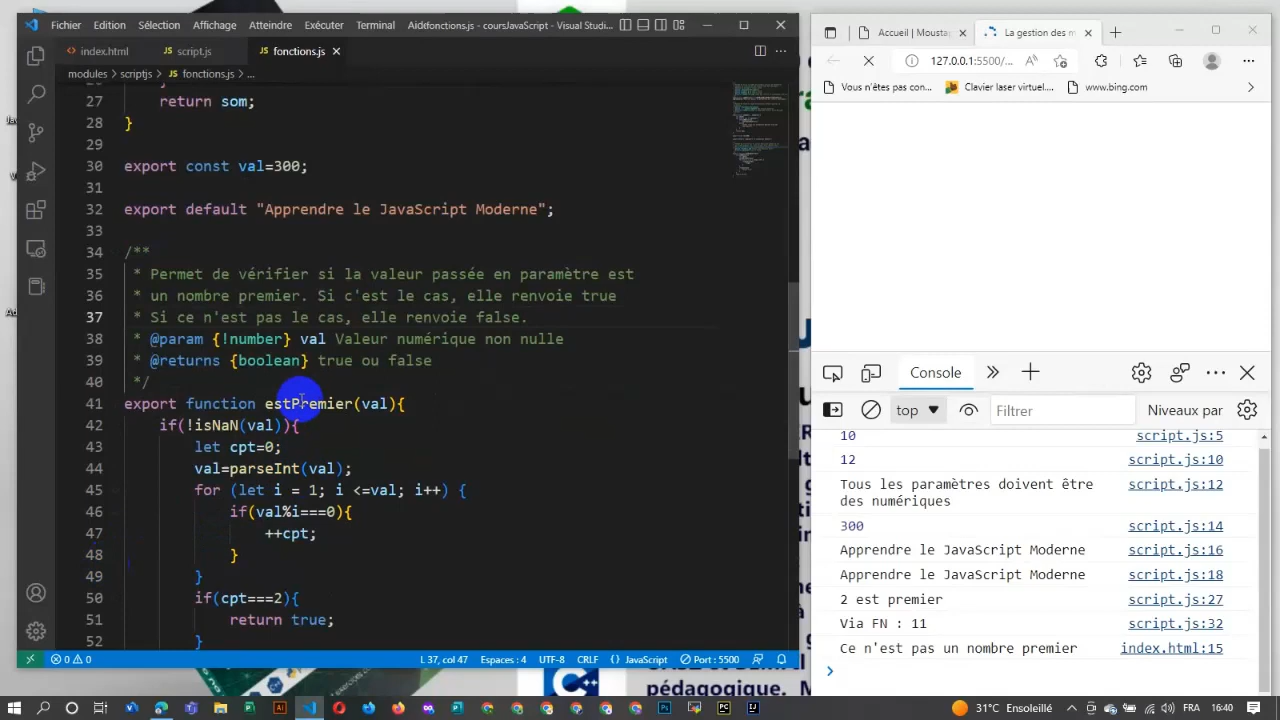 Fichier Edition Sélection Affichage Atteindre Exécuter Terminal Aide
fonctions.js - coursJavaScript - Visual Studi...
index.html script.js fonctions.js
modules > scriptjs > fonctions.js > ...
27 return som;
28 }
29
30 export const val=300;
31
32 export default "Apprendre le JavaScript Moderne";
33
34 /**
35 * Permet de vérifier si la valeur passée en paramètre est
36 * un nombre premier. Si c'est le cas, elle renvoie true
37 * Si ce n'est pas le cas, elle renvoie false.
38 * @param {!number} val Valeur numérique non nulle
39 * @returns {boolean} true ou false
40 */
41 export function estPremier(val){
42 if(!isNaN(val)){
43 let cpt=0;
44 val=parseInt(val);
45 for (let i = 1; i <=val; i++) {
46 if(val%i===0){
47 ++cpt;
48 }
49 }
50 if(cpt===2){
51 return true;
52 }
0 0 L 37, col 47 Espaces : 4 UTF-8 CRLF {} JavaScript Port : 5500
Accueil | Moustap La gestion des m
127.0.0.1:5500/...
Vous n'êtes pas con... Clavier laser virtuel.... www.bing.com
Console
top Filtrer Niveaux par
10 script.js:5
12 script.js:10
Tous les paramètres doivent être script.js:12
des numériques
300 script.js:14
Apprendre le JavaScript Moderne script.js:16
Apprendre le JavaScript Moderne script.js:18
2 est premier script.js:27
Via FN : 11 script.js:32
Ce n'est pas un nombre premier index.html:15
pédagogique.
31°C Ensoleillé FR 16:40